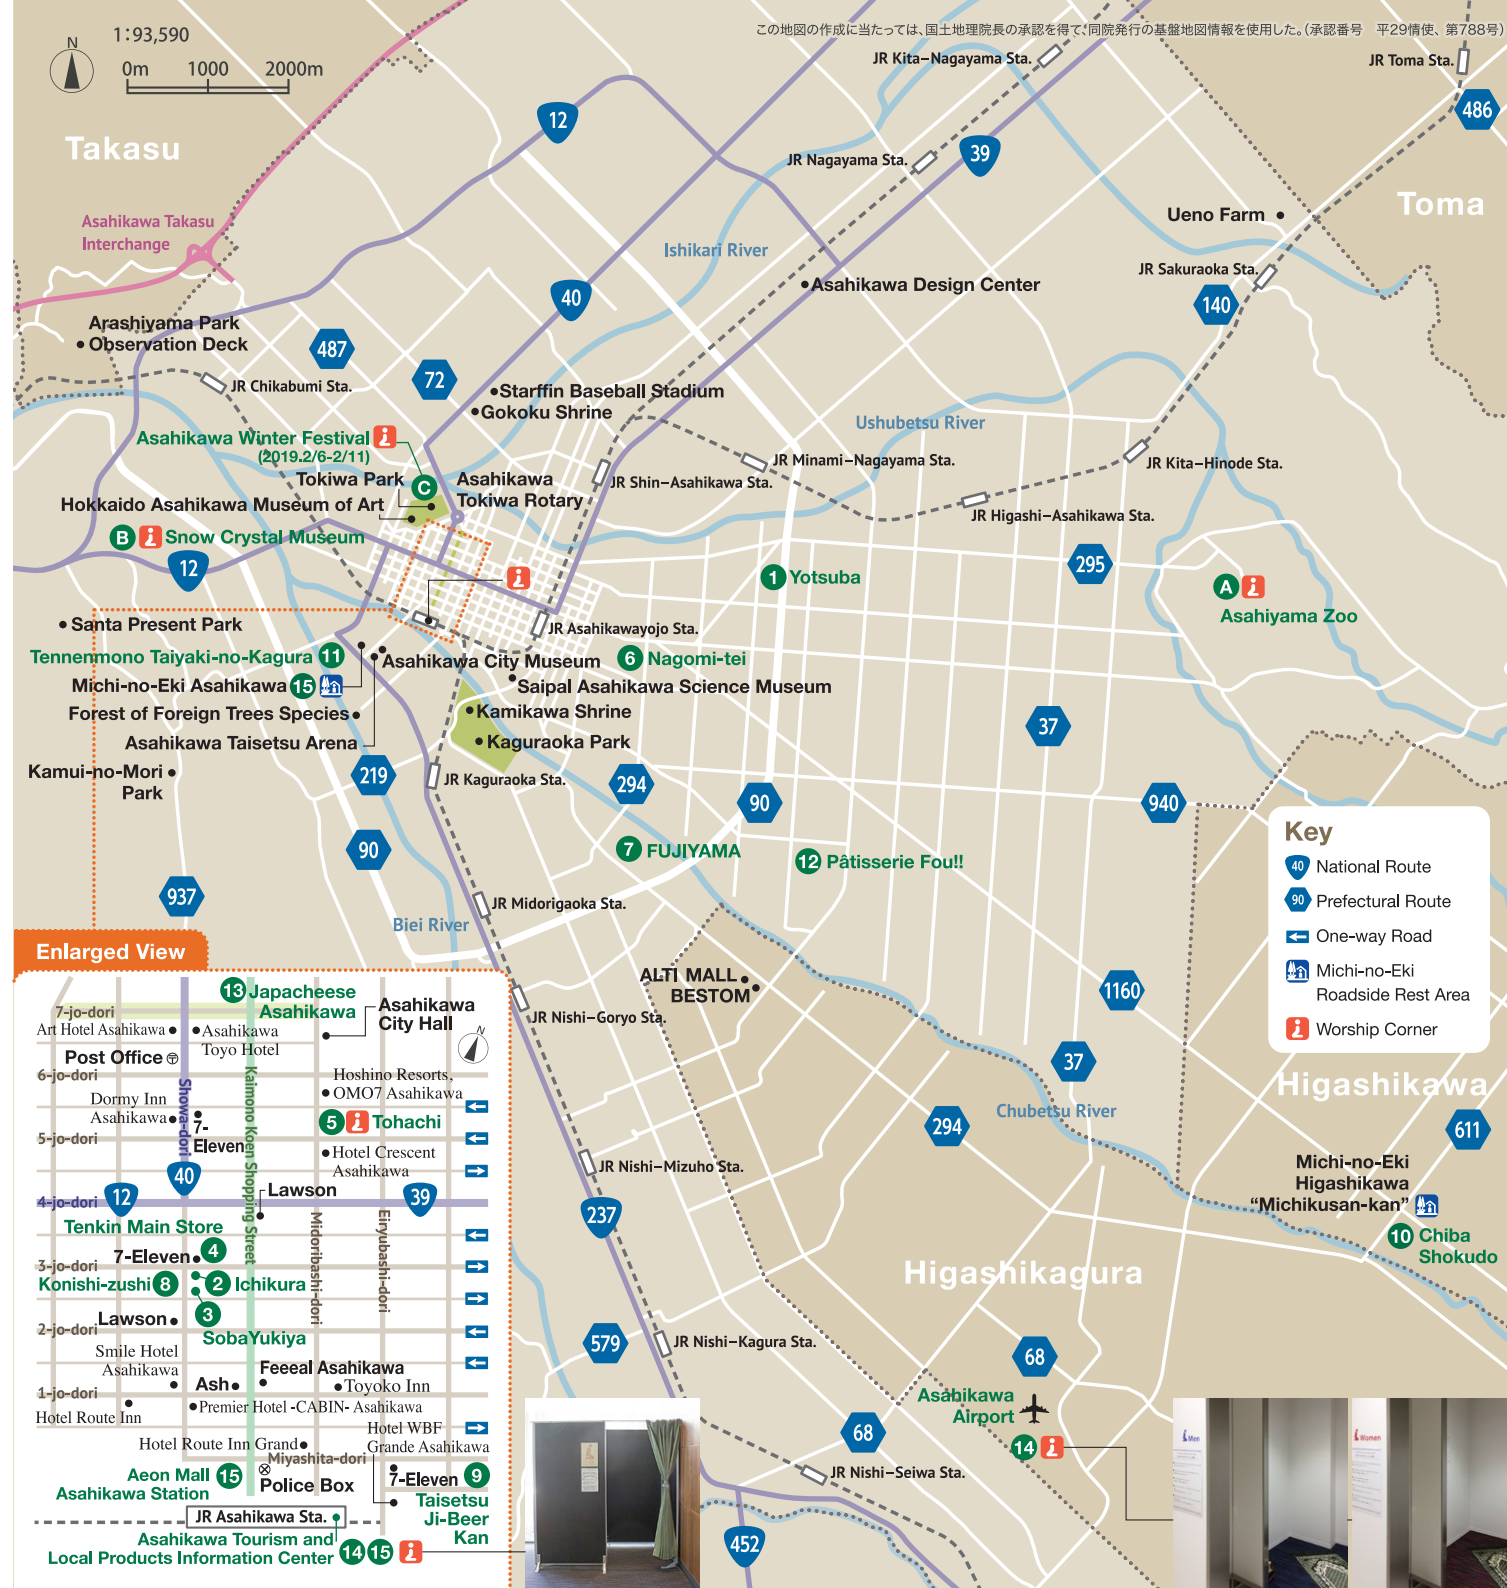 この地図の作成に当たっては、国土地理院長の承認を得て、同院発行の基盤地図情報を使用した。(承認番号 平29情使、第788号)
N
1:93,590
0m 1000 2000m
JR Kita-Nagayama Sta.
JR Toma Sta.
486
12
Takasu
39
JR Nagayama Sta.
Toma
Ueno Farm
Asahikawa Takasu
Interchange
Ishikari River
JR Sakuraoka Sta.
Asahikawa Design Center
40
140
Arashiyama Park
Observation Deck
487
72
JR Chikabumi Sta.
Starffin Baseball Stadium
Gokoku Shrine
Ushubetsu River
Asahikawa Winter Festival
(2019.2/6-2/11)
JR Minami-Nagayama Sta.
JR Kita-Hinode Sta.
Tokiwa Park
C
Asahikawa
Tokiwa Rotary
JR Shin-Asahikawa Sta.
Hokkaido Asahikawa Museum of Art
JR Higashi-Asahikawa Sta.
B Snow Crystal Museum
12
295
1 Yotsuba
A
Asahiyama Zoo
Santa Present Park
JR Asahikawayojo Sta.
Tennenmono Taiyaki-no-Kagura 11
Asahikawa City Museum
6 Nagomi-tei
Michi-no-Eki Asahikawa 15
Saipal Asahikawa Science Museum
Forest of Foreign Trees Species
Kamikawa Shrine
37
Asahikawa Taisetsu Arena
Kaguraoka Park
Kamui-no-Mori
Park
219
JR Kaguraoka Sta.
294
90
940
Key
40 National Route
90 Prefectural Route
One-way Road
Michi-no-Eki
Roadside Rest Area
Worship Corner
90
7 FUJIYAMA
12 Pâtisserie Fou!!
937
JR Midorigaoka Sta.
Biei River
ALTI MALL
BESTOM
1160
JR Nishi-Goryo Sta.
37
Higashikawa
Chubetsu River
294
611
JR Nishi-Mizuho Sta.
Michi-no-Eki
Higashikawa
"Michikusan-kan"
237
10 Chiba
Shokudo
Higashikagura
579
JR Nishi-Kagura Sta.
68
Asahikawa
Airport
14
68
JR Nishi-Seiwa Sta.
452
Men
Women
Enlarged View
13 Japacheese
Asahikawa
7-jo-dori
Asahikawa
City Hall
Art Hotel Asahikawa
Asahikawa
Toyo Hotel
N
Post Office
6-jo-dori
Showa-dori
Kaimono Koen Shopping Street
Hoshino Resorts,
OMO7 Asahikawa
Dormy Inn
Asahikawa
7-
Eleven
5 Tohachi
5-jo-dori
Hotel Crescent
Asahikawa
40
Lawson
4-jo-dori
12
39
Tenkin Main Store
Midoribashi-dori
Eiryubashi-dori
7-Eleven 4
3-jo-dori
Konishi-zushi 8
2 Ichikura
3
Lawson
2-jo-dori
SobaYukiya
Smile Hotel
Asahikawa
Feeeal Asahikawa
Ash
Toyoko Inn
1-jo-dori
Premier Hotel -CABIN- Asahikawa
Hotel Route Inn
Hotel WBF
Grande Asahikawa
Hotel Route Inn Grand
Miyashita-dori
Aeon Mall 15
Asahikawa Station
Police Box
7-Eleven 9
Taisetsu
Ji-Beer
Kan
JR Asahikawa Sta.
Asahikawa Tourism and
Local Products Information Center 14 15